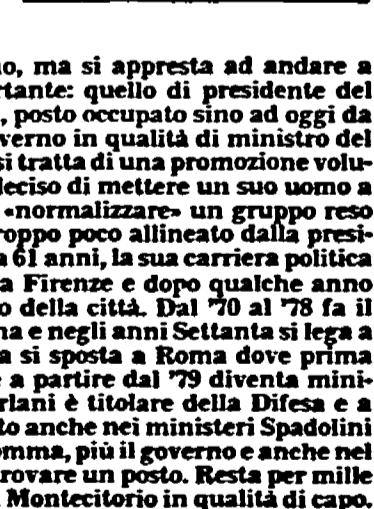 no, ma si appresta ad andare a
rtante: quello di presidente del
, posto occupato sino ad oggi da
verno in qualità di ministro del
si tratta di una promozione volu-
deciso di mettere un suo uomo a
«normalizzare» un gruppo reso
roppo poco allineato dalla presi-
a 61 anni, la sua carriera politica
a Firenze e dopo qualche anno
o della città. Dal '70 al '78 fa il
na e negli anni Settanta si lega a
a si sposta a Roma dove prima
e a partire dal '79 diventa mini-
rlani è titolare della Difesa e a
to anche nei ministeri Spadolini
omma, più il governo e anche nel
rovare un posto. Resta per mille
Montecitorio in qualità di capo.